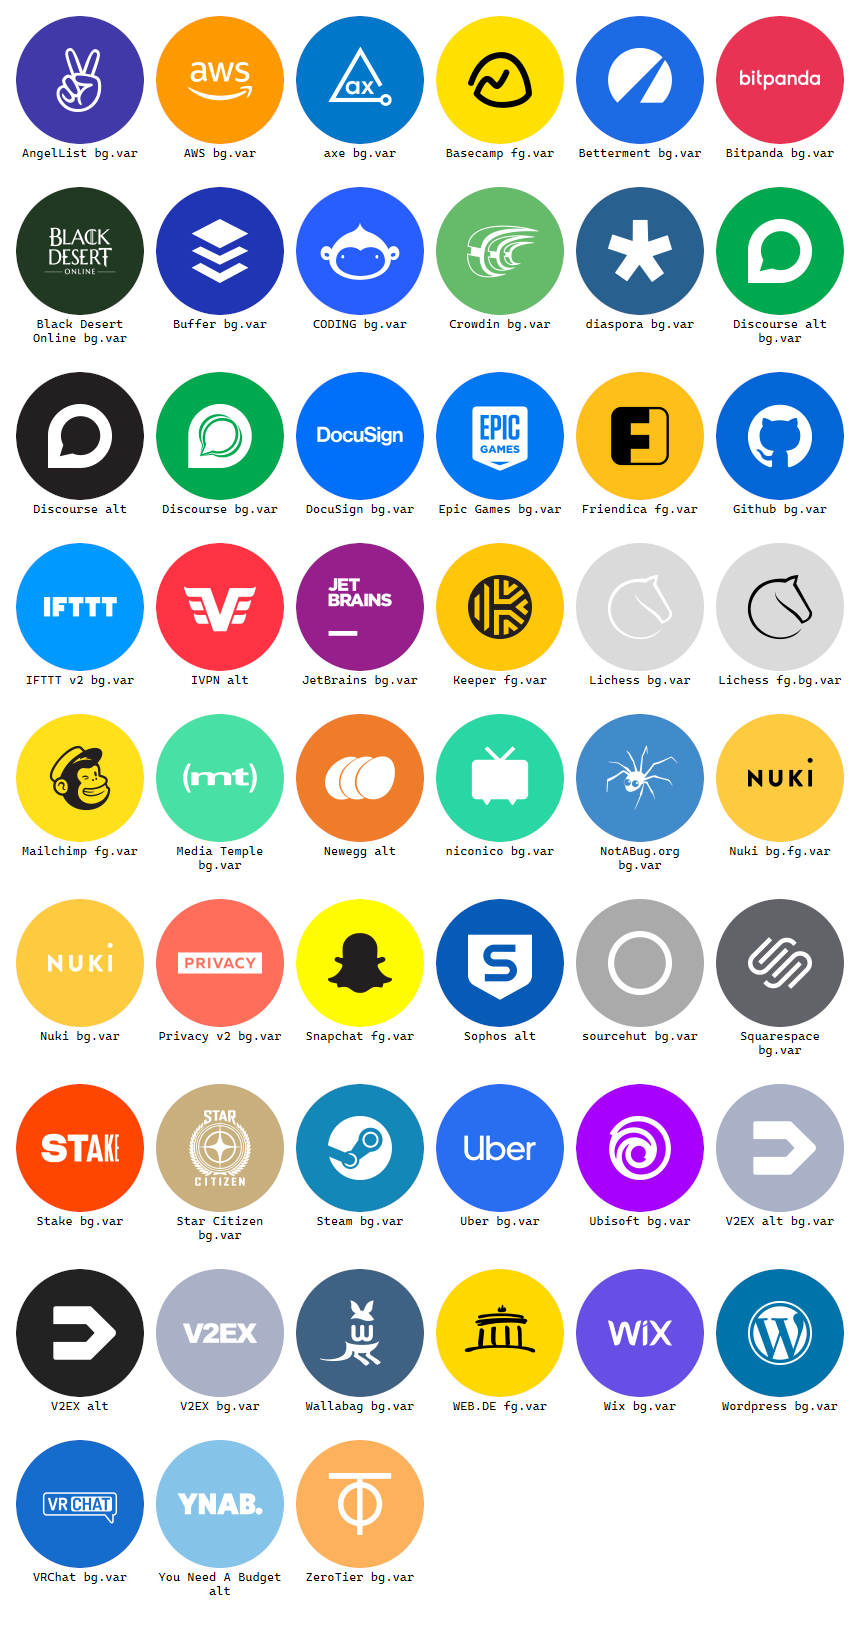 aws
ax
bitpanda
AngelList bg.var
AWS bg.var
axe bg.var
Basecamp fg.var
Betterment bg.var
Bitpanda bg.var
BLACK
DESERT
ONLINE
Black Desert
Online bg.var
Buffer bg.var
CODING bg.var
Crowdin bg.var
diaspora bg.var
Discourse alt
bg.var
DocuSign
EPIC
GAMES
F
Discourse alt
Discourse bg.var
DocuSign bg.var
Epic Games bg.var
Friendica fg.var
Github bg.var
IFTTT
V
JET
BRAINS
K
IFTTT v2 bg.var
IVPN alt
JetBrains bg.var
Keeper fg.var
Lichess bg.var
Lichess fg.bg.var
(mt)
NUKi
Mailchimp fg.var
Media Temple
bg.var
Newegg alt
niconico bg.var
NotABug.org
bg.var
Nuki bg.fg.var
NUKi
PRIVACY
S
Nuki bg.var
Privacy v2 bg.var
Snapchat fg.var
Sophos alt
sourcehut bg.var
Squarespace
bg.var
STAKE
STAR
CITIZEN
Uber
Stake bg.var
Star Citizen
bg.var
Steam bg.var
Uber bg.var
Ubisoft bg.var
V2EX alt bg.var
V2EX
w
WiX
W
V2EX alt
V2EX bg.var
Wallabag bg.var
WEB.DE fg.var
Wix bg.var
Wordpress bg.var
VRCHAT
YNAB.
VRChat bg.var
You Need A Budget
alt
ZeroTier bg.var